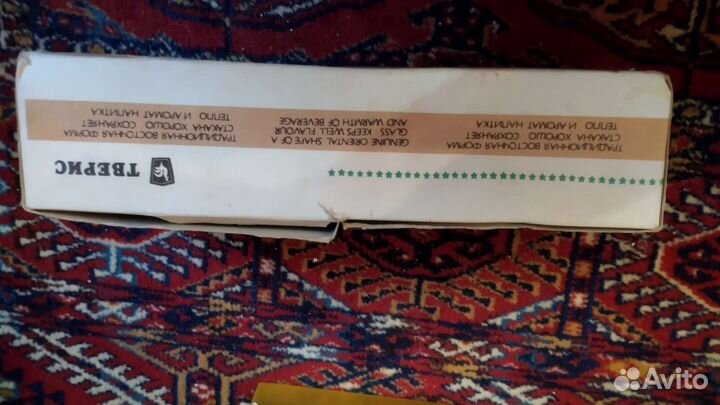 ТВЕРИС
ТРАДИЦИОННАЯ ВОСТОЧНАЯ ФОРМА
СТАКАНА ХОРОШО СОХРАНЯЕТ
ТЕПЛО И АРОМАТ НАПИТКА
GENUINE ORIENTAL SHAPE OF A
GLASS KEEPS WELL FLAVOUR
AND WARMTH OF BEVERAGE
ТРАДИЦИОННАЯ ВОСТОЧНАЯ ФОРМА
СТАКАНА ХОРОШО СОХРАНЯЕТ
ТЕПЛО И АРОМАТ НАПИТКА
Avito